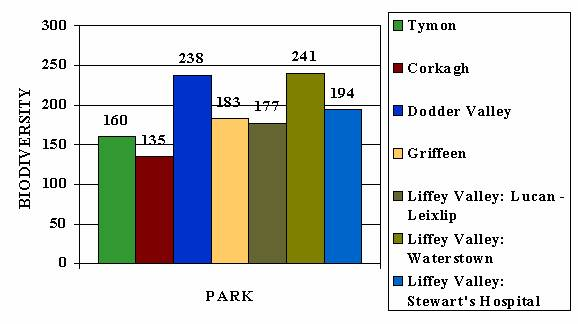 300
250
200
150
100
50
0
BIODIVERSITY
160
135
238
183
177
241
194
PARK
Tymon
Corkagh
Dodder Valley
Griffeen
Liffey Valley: Lucan -
Leixlip
Liffey Valley:
Waterstown
Liffey Valley:
Stewart's Hospital